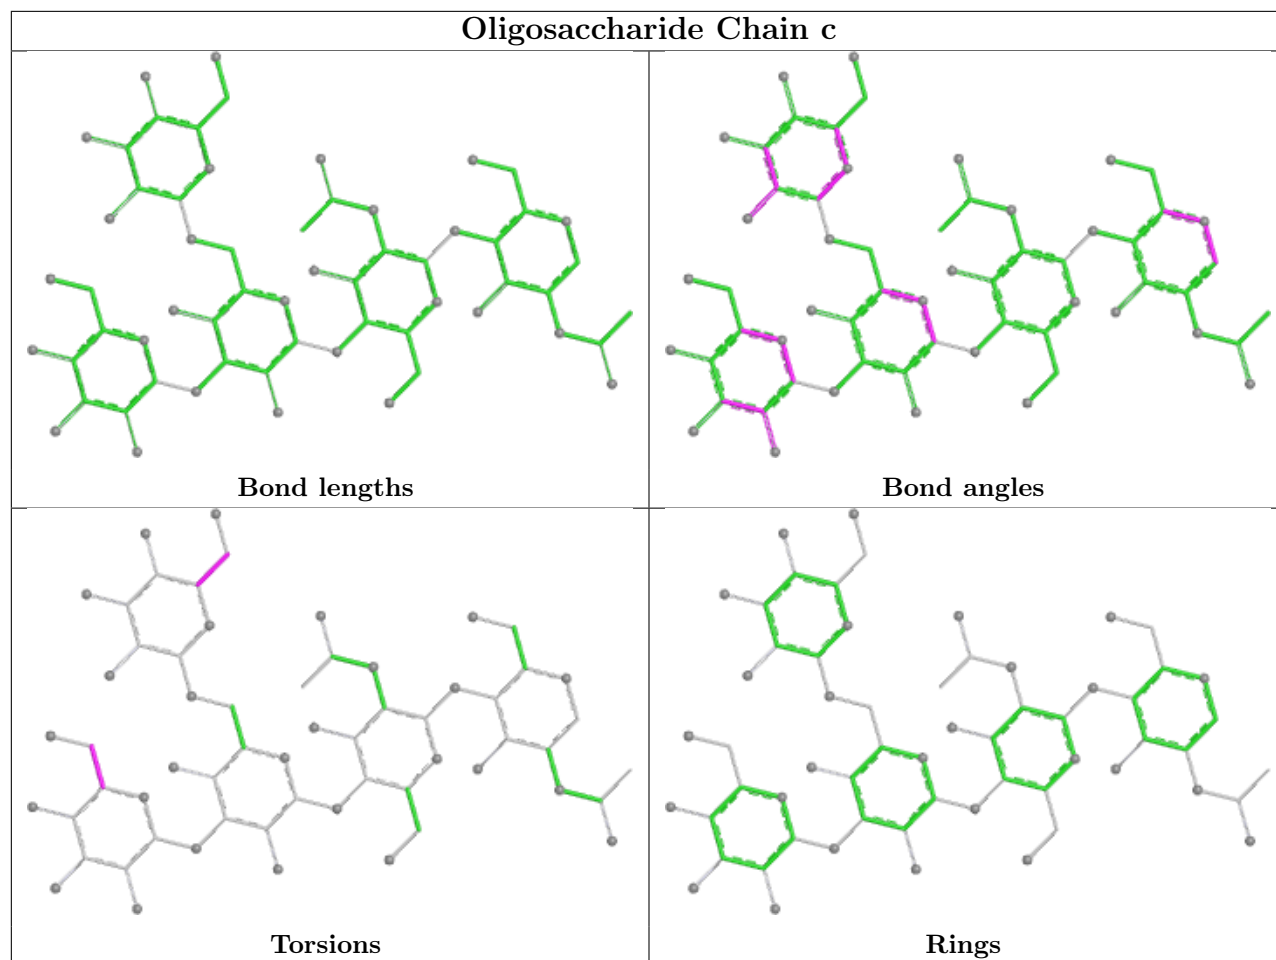 Oligosaccharide Chain c
Bond lengths
Bond angles
Torsions
Rings